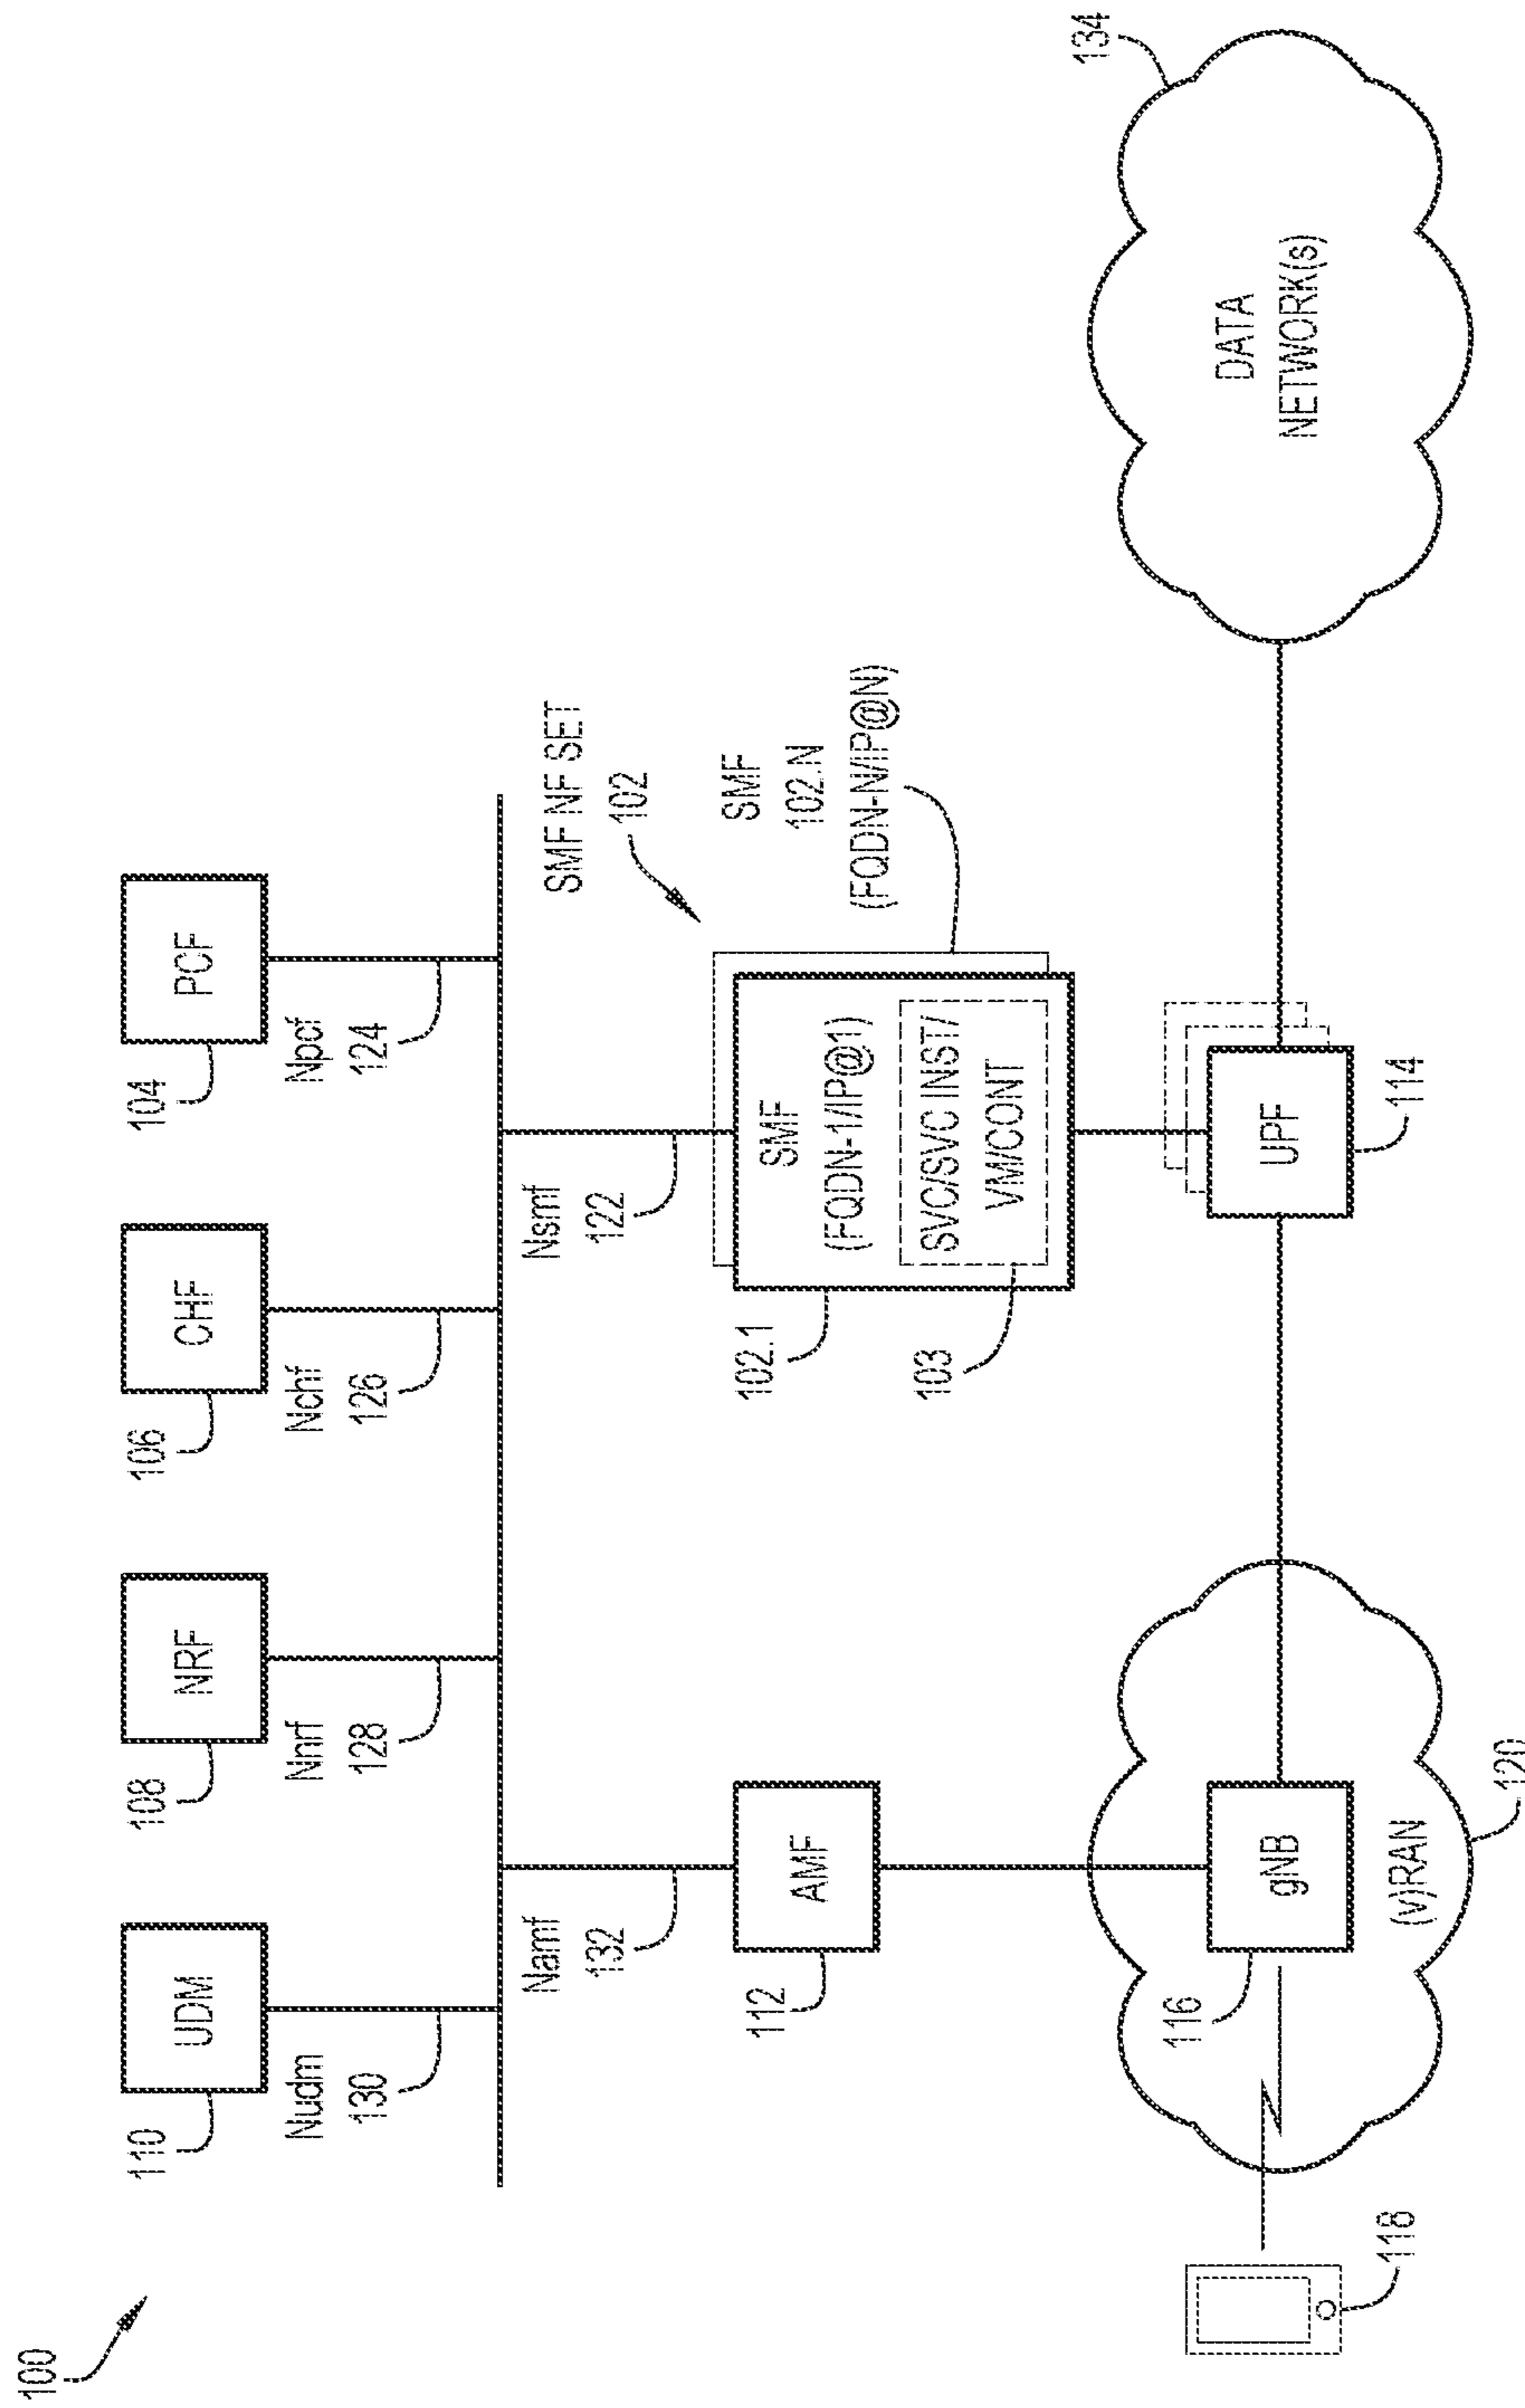 100
UDM
110
Nudm
130
NRF
108
Nnrf
128
CHF
106
Nchf
126
PCF
104
Npcf
124
Namf
132
AMF
112
Nsmf
122
SMF NF SET
102
SMF
102.N
(FQDN-N/IP@N)
SMF
(FQDN-1/IP@1)
SVC/SVC INST/
VM/CONT
102.1
103
118
116
gNB
(v)RAN
120
UPF
114
DATA
NETWORK(s)
134